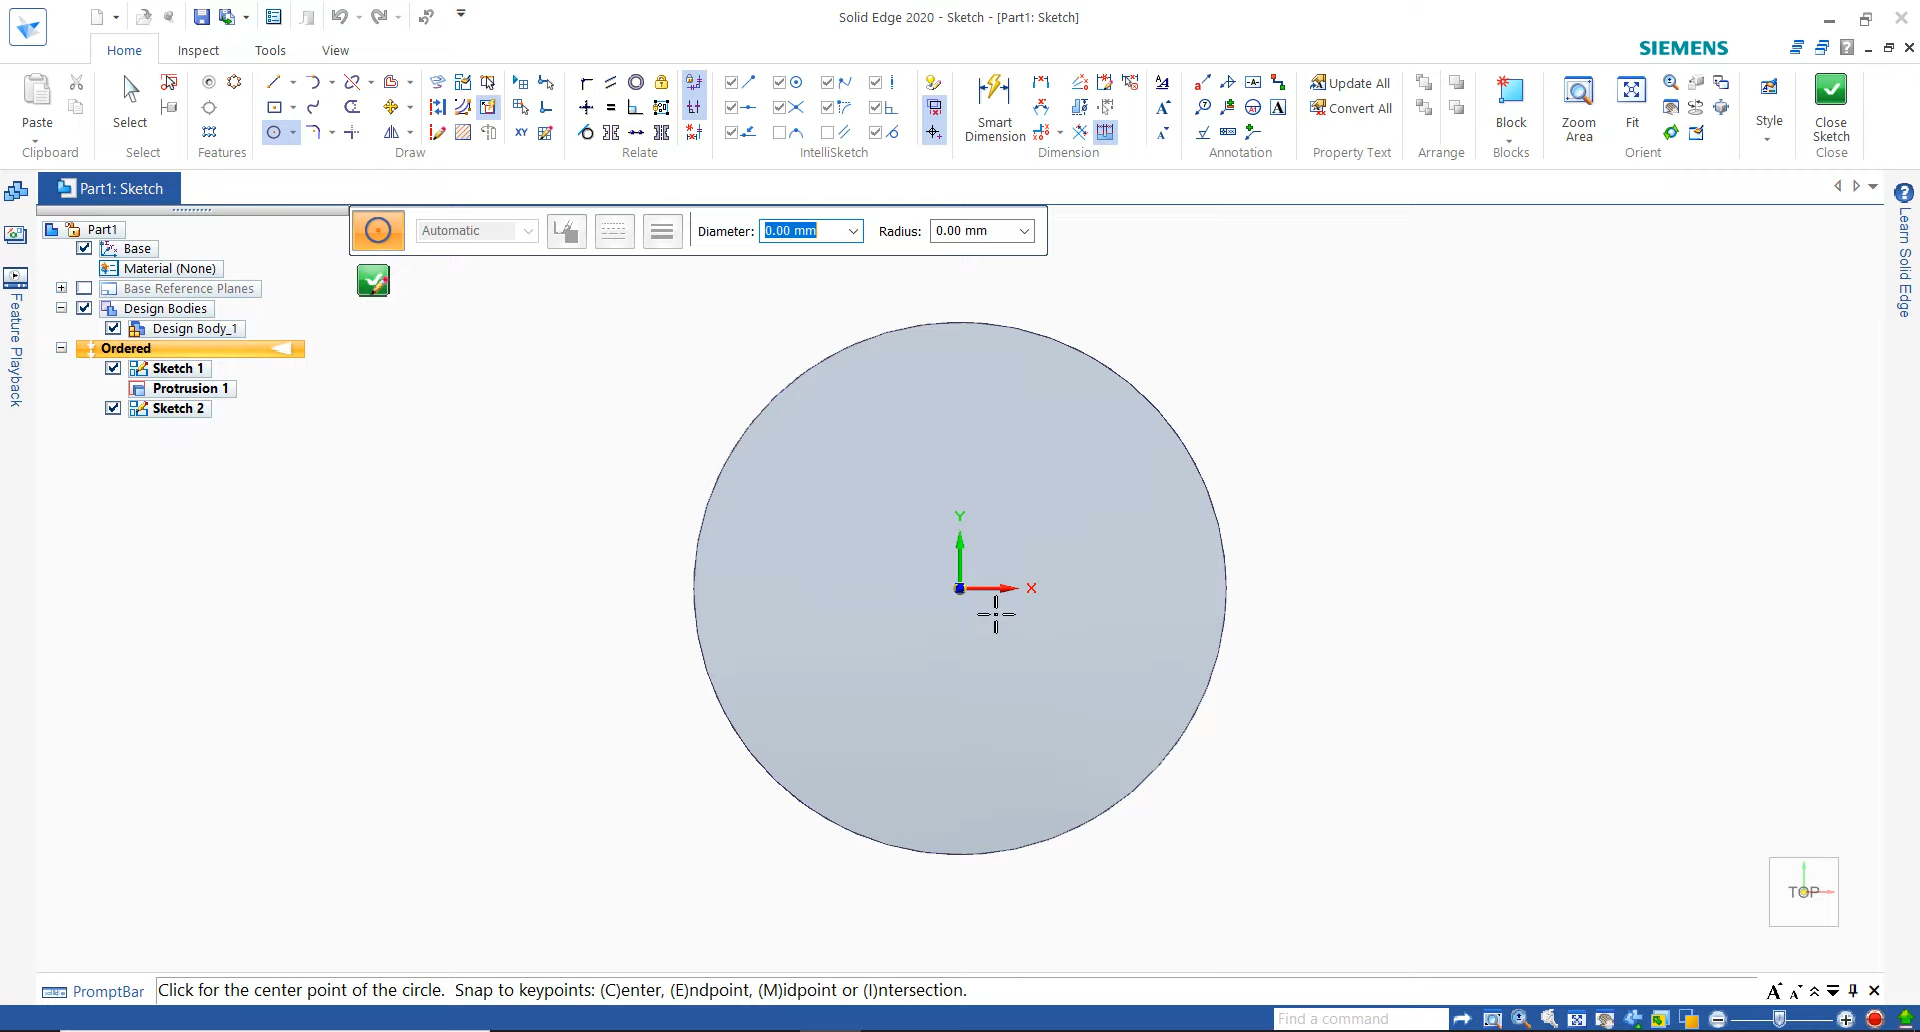 Solid Edge 2020 - Sketch - [Part1: Sketch]
Home Inspect Tools View
SIEMENS
Paste
Clipboard
Select
Select
Features
Draw
XY
Relate
IntelliSketch
Smart Dimension
Dimension
A
Annotation
Update All
Convert All
Property Text
Arrange
Block
Blocks
Zoom Area
Fit
Orient
Style
Close Sketch
Close
Part1: Sketch
Automatic
Diameter: 0.00 mm
Radius: 0.00 mm
Part1
Base
Material (None)
Base Reference Planes
Design Bodies
Design Body_1
Ordered
Sketch 1
Protrusion 1
Sketch 2
Feature Playback
Learn Solid Edge
Y
X
TOP
PromptBar
Click for the center point of the circle. Snap to keypoints: (C)enter, (E)ndpoint, (M)idpoint or (I)ntersection.
Find a command